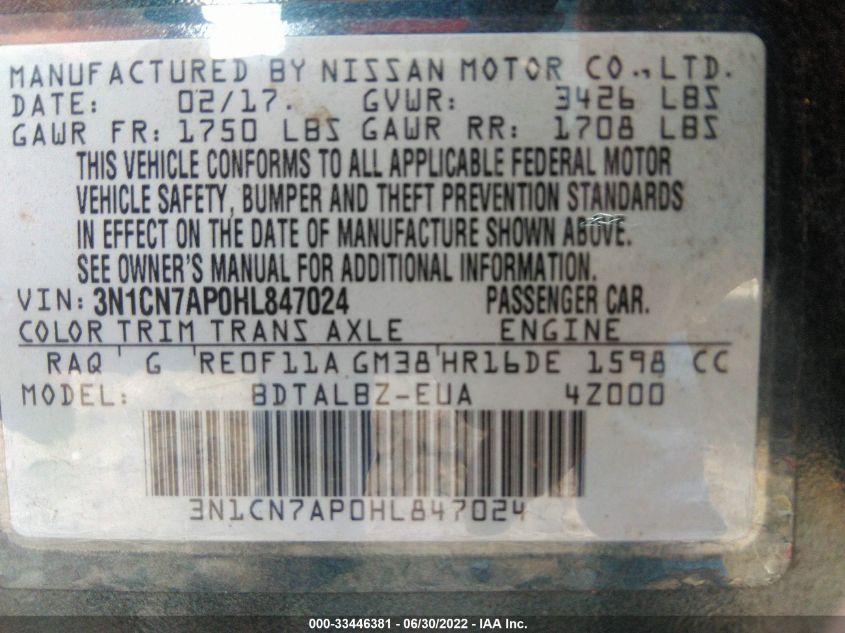 MANUFACTURED BY NISSAN MOTOR CO., LTD.
DATE: 02/17. GVWR: 3426 LBS
GAWR FR: 1750 LBS GAWR RR: 1708 LBS
THIS VEHICLE CONFORMS TO ALL APPLICABLE FEDERAL MOTOR
VEHICLE SAFETY, BUMPER AND THEFT PREVENTION STANDARDS
IN EFFECT ON THE DATE OF MANUFACTURE SHOWN ABOVE.
SEE OWNER'S MANUAL FOR ADDITIONAL INFORMATION.
VIN: 3N1CN7AP0HL847024 PASSENGER CAR.
COLOR TRIM TRANS AXLE ENGINE
RAQ G RE0F11A GM38 HR16DE 1598 CC
MODEL: BDTALBZ-EUA 4Z000
3N1CN7AP0HL847024
000-33446381 - 06/30/2022 - IAA Inc.